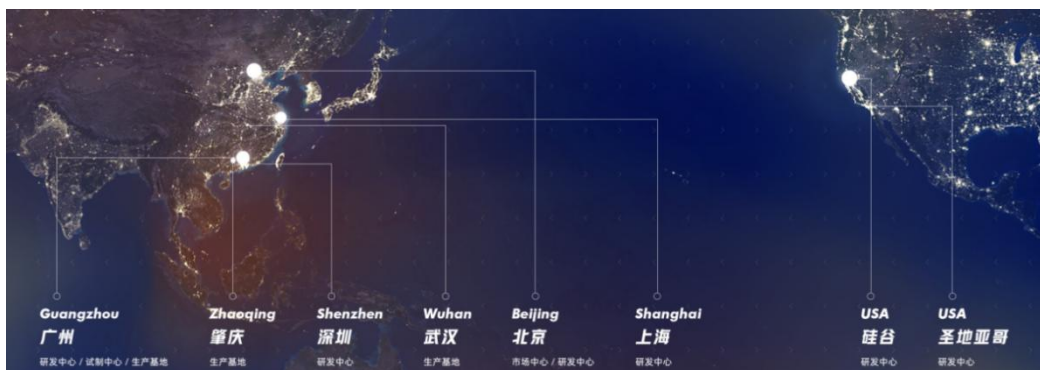 Guangzhou Zhaoqing Shenzhen Wuhan Beijing Shanghai USA USA
广州 肇庆 深圳 武汉 北京 上海 硅谷 圣地亚哥
研发中心 / 试制中心 / 生产基地 生产基地 研发中心 生产基地 市场中心 / 研发中心 研发中心 研发中心 研发中心